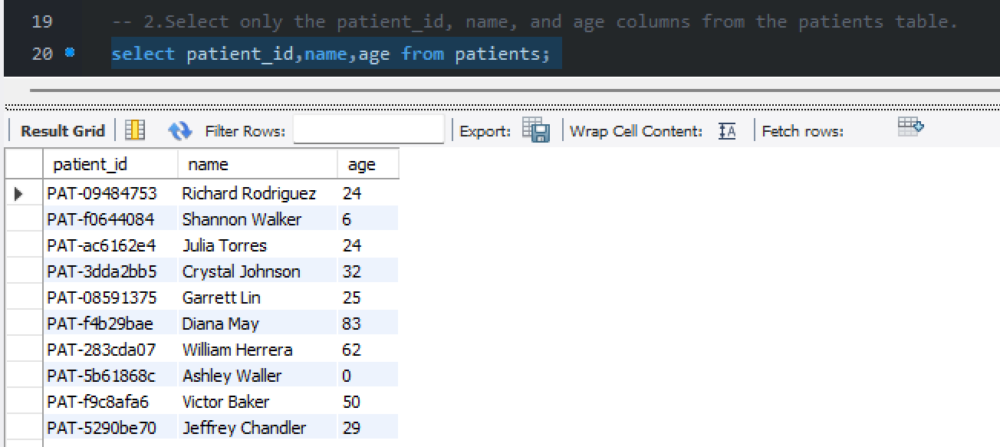 19 -- 2.Select only the patient_id, name, and age columns from the patients table.
20 select patient_id,name,age from patients;
Result Grid Filter Rows: Export: Wrap Cell Content: IA Fetch rows:
patient_id name age
PAT-09484753 Richard Rodriguez 24
PAT-f0644084 Shannon Walker 6
PAT-ac6162e4 Julia Torres 24
PAT-3dda2bb5 Crystal Johnson 32
PAT-08591375 Garrett Lin 25
PAT-f4b29bae Diana May 83
PAT-283cda07 William Herrera 62
PAT-5b61868c Ashley Waller 0
PAT-f9c8afa6 Victor Baker 50
PAT-5290be70 Jeffrey Chandler 29